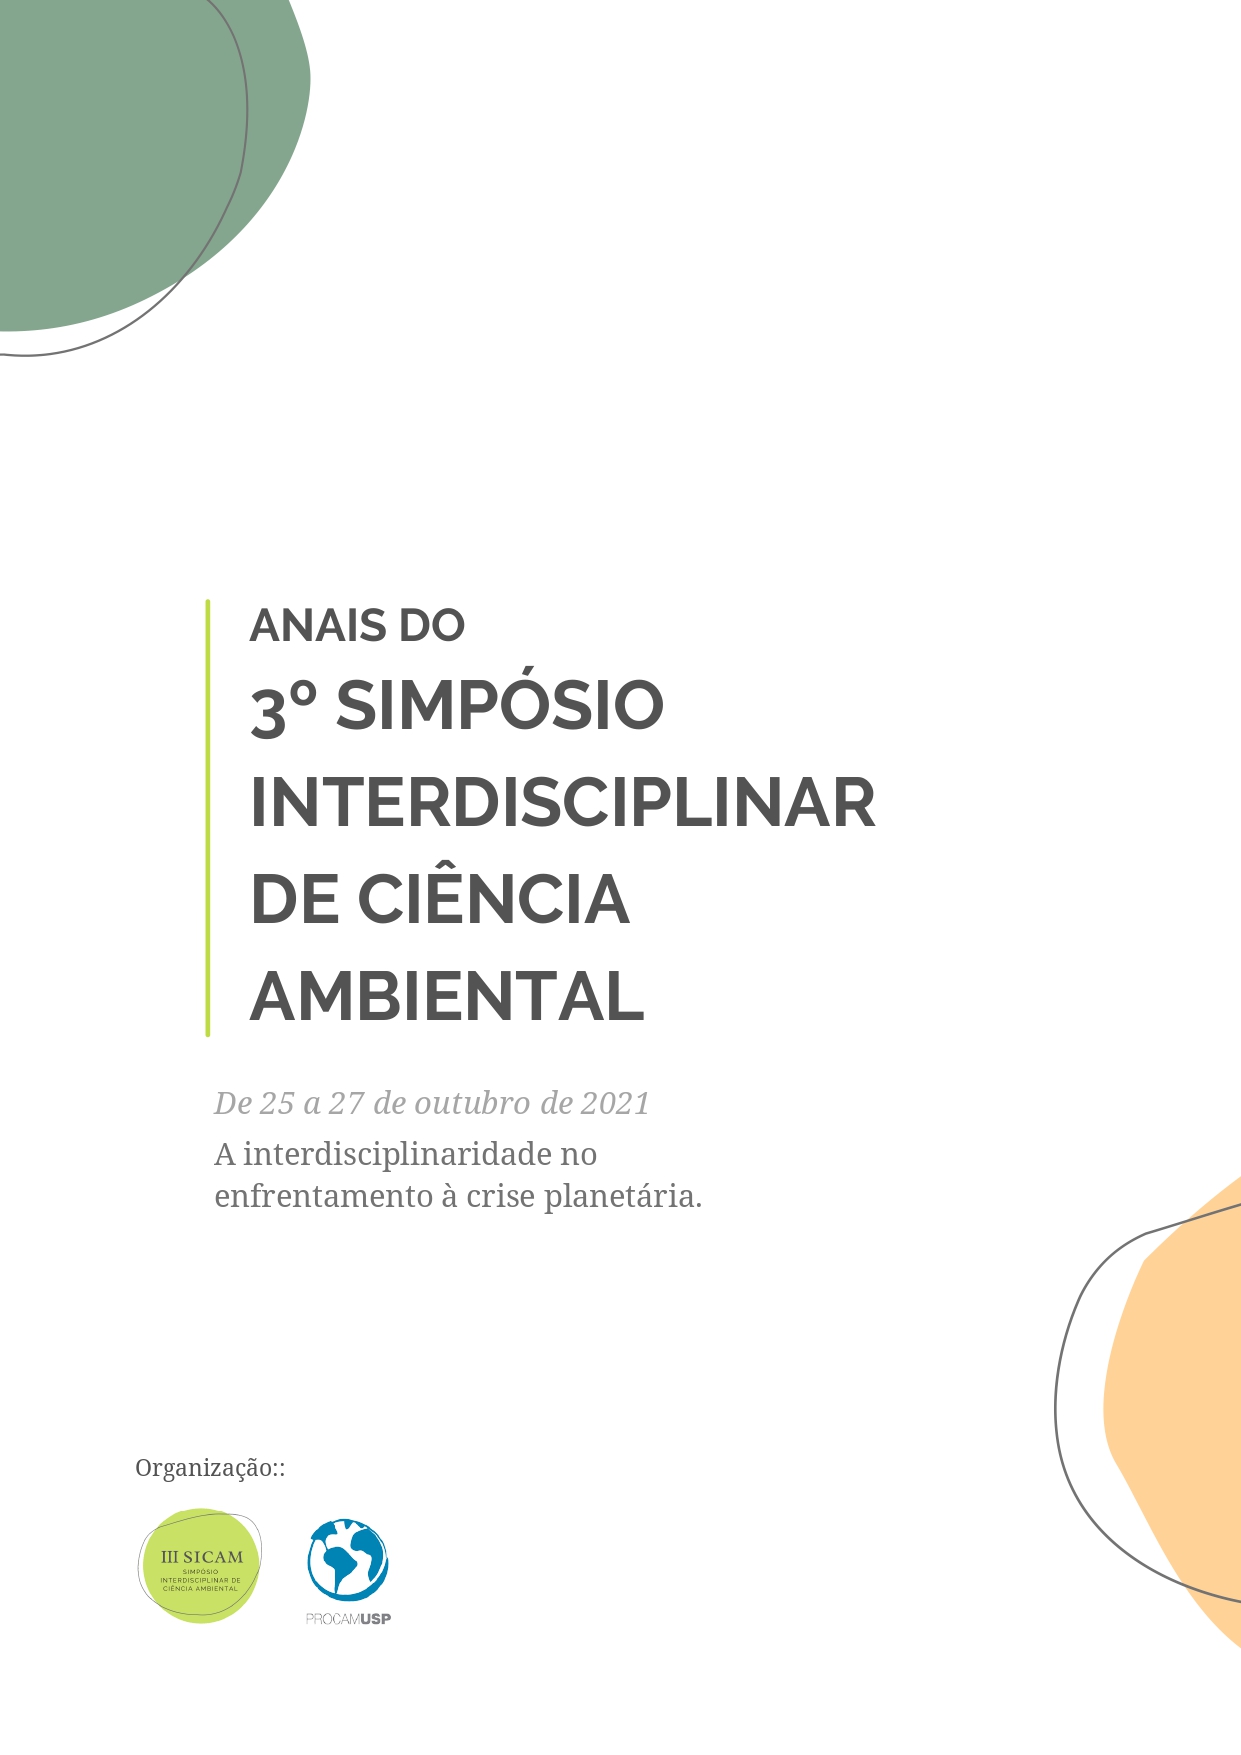 ANAIS DO
3º SIMPÓSIO
INTERDISCIPLINAR
DE CIÊNCIA
AMBIENTAL
De 25 a 27 de outubro de 2021
A interdisciplinaridade no
enfrentamento à crise planetária.
Organização::
III SICAM
SIMPÓSIO
INTERDISCIPLINAR DE
CIÊNCIA AMBIENTAL
PROCAMUSP